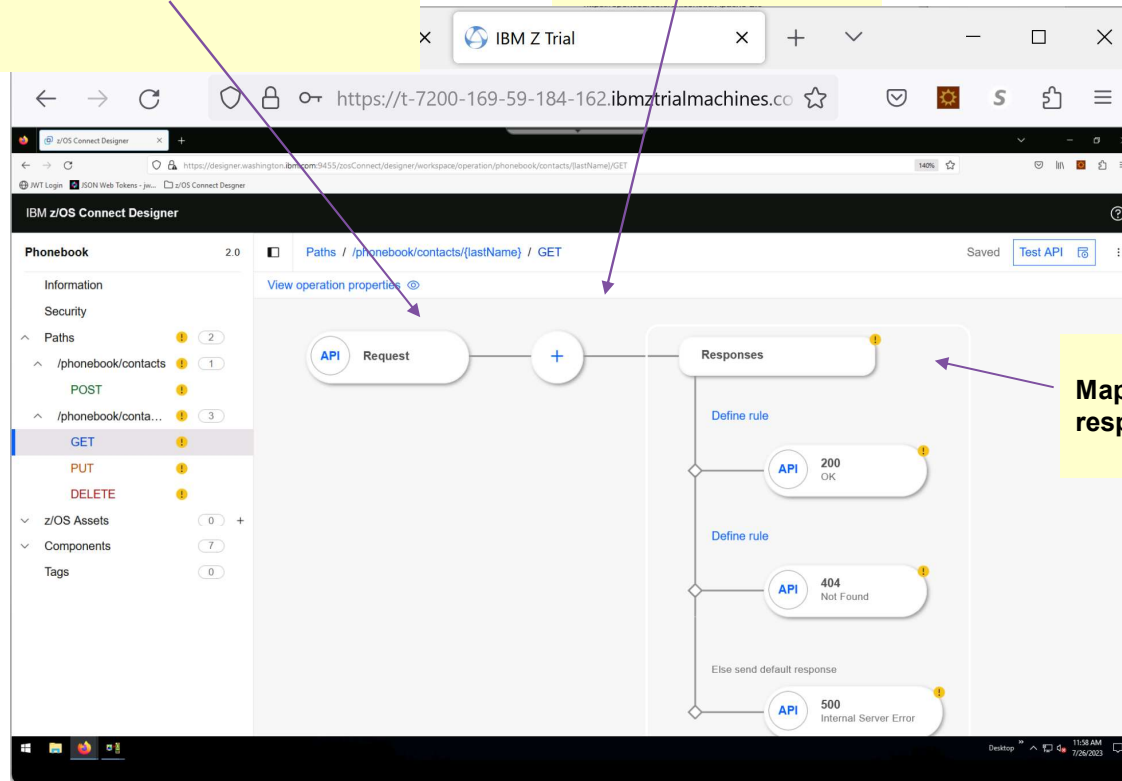 IBM Z Trial
https://t-7200-169-59-184-162.ibmztrialmachines.co
S
z/OS Connect Designer
https://designer.washington.ibm.com:9455/zosConnect/designer/workspace/operation/phonebook/contacts/{lastName}/GET
140%
JWT Login
JSON Web Tokens - jw...
z/OS Connect Desgner
IBM z/OS Connect Designer
Phonebook 2.0
Paths / /phonebook/contacts/{lastName} / GET
Saved
Test API
Information
View operation properties
Security
Paths 2
/phonebook/contacts 1
POST
/phonebook/conta... 3
GET
PUT
DELETE
z/OS Assets 0 +
Components 7
Tags 0
API Request
+
Responses
Define rule
API 200
OK
Define rule
API 404
Not Found
Else send default response
API 500
Internal Server Error
Map
resp
Desktop
11:58 AM
7/26/2023